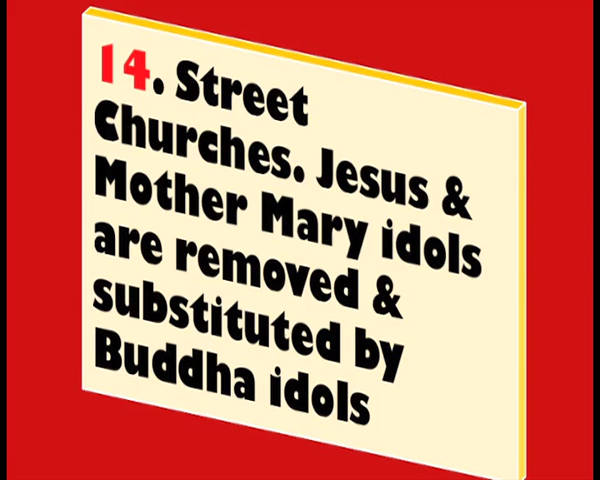 14. Street
Churches. Jesus &
Mother Mary idols
are removed &
substituted by
Buddha idols